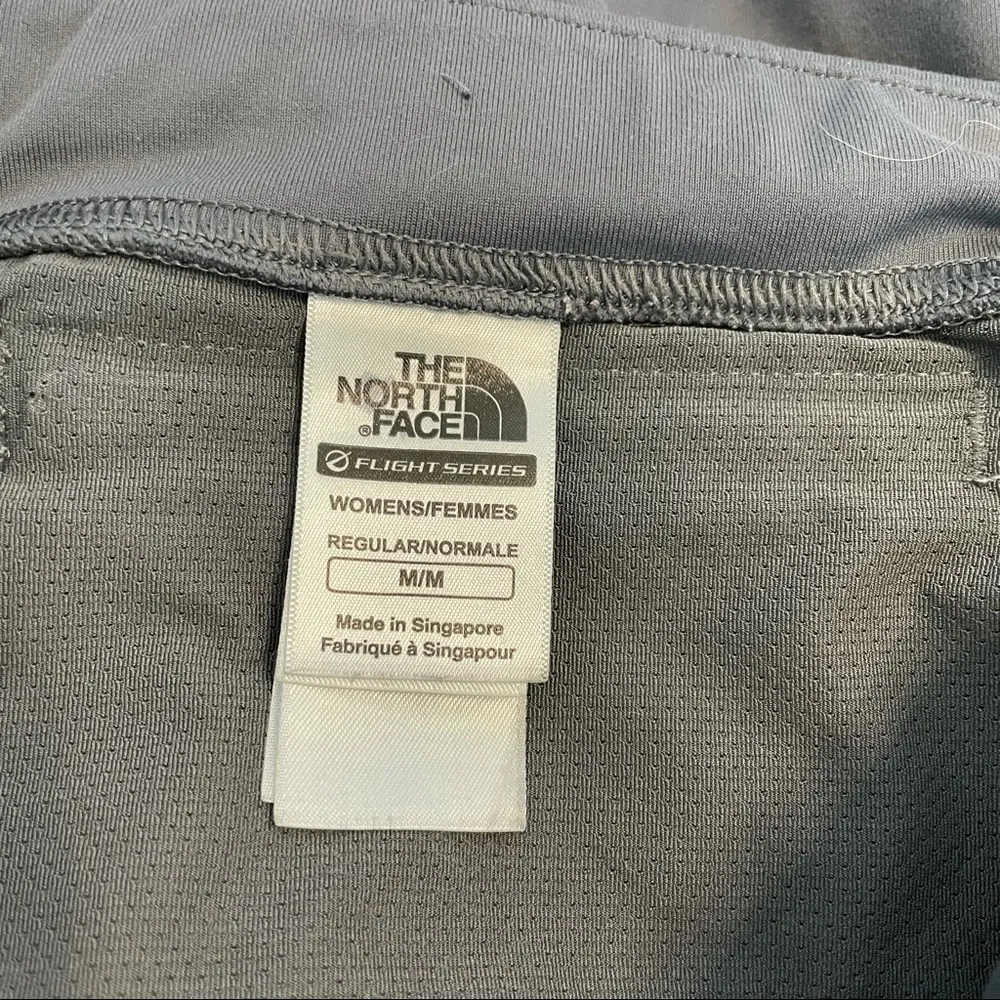 THE
NORTH
®FACE
FLIGHT SERIES
WOMENS/FEMMES
REGULAR/NORMALE
M/M
Made in Singapore
Fabriqué à Singapour